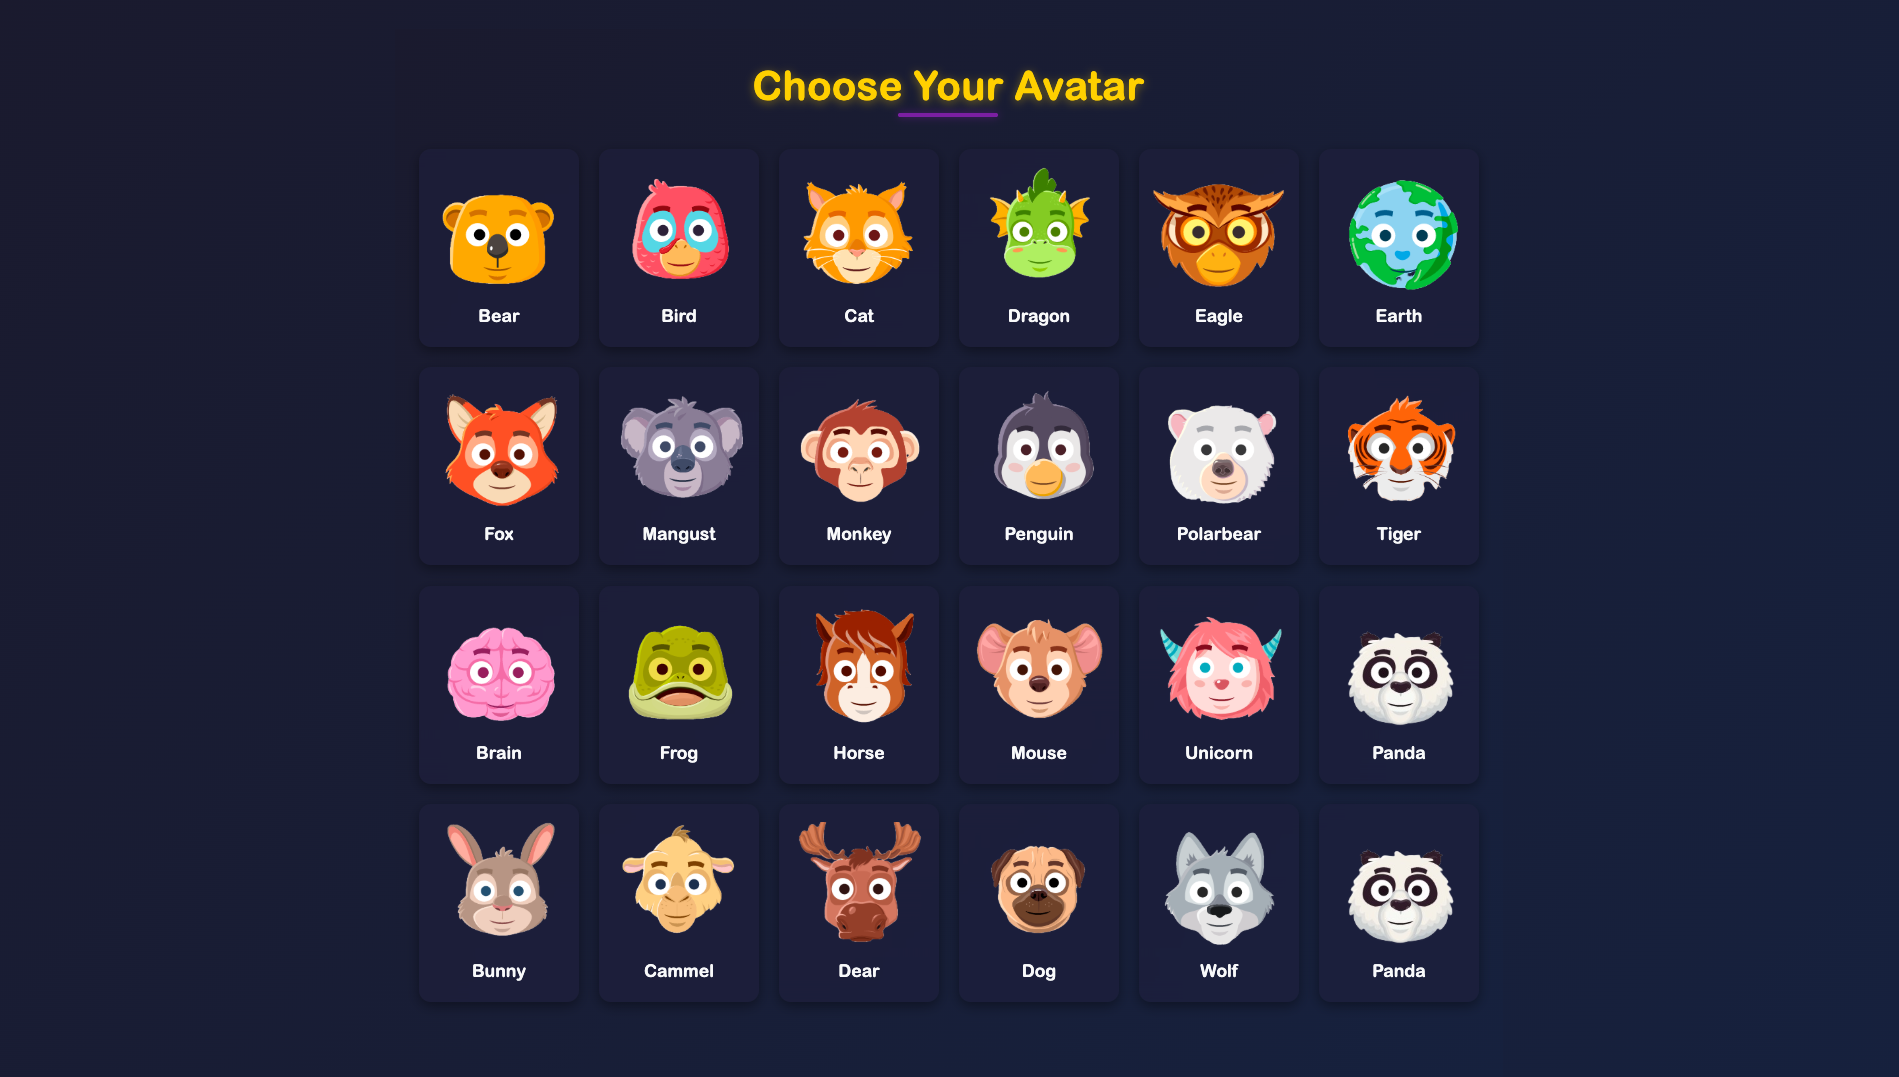 Choose Your Avatar
Bear
Bird
Cat
Dragon
Eagle
Earth
Fox
Mangust
Monkey
Penguin
Polarbear
Tiger
Brain
Frog
Horse
Mouse
Unicorn
Panda
Bunny
Cammel
Dear
Dog
Wolf
Panda